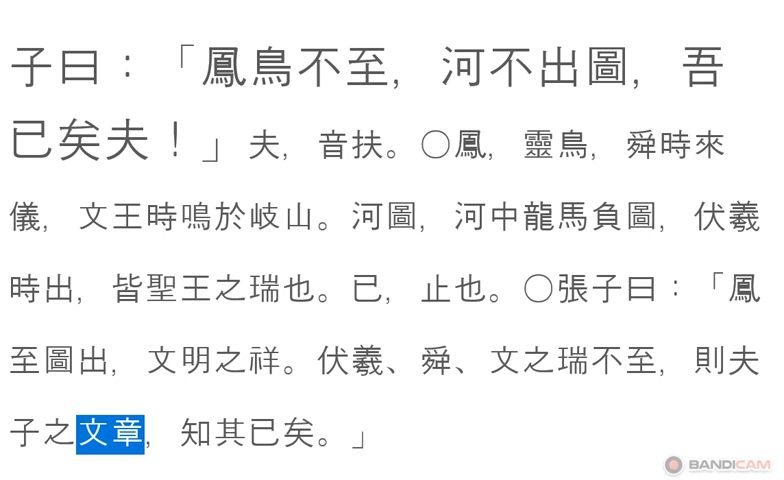 子曰：「鳳鳥不至，河不出圖，吾
已矣夫！」夫，音扶。〇鳳，靈鳥，舜時來
儀，文王時鳴於岐山。河圖，河中龍馬負圖，伏羲
時出，皆聖王之瑞也。已，止也。〇張子曰：「鳳
至圖出，文明之祥。伏羲、舜、文之瑞不至，則夫
子之文章，知其已矣。」
BANDICAM